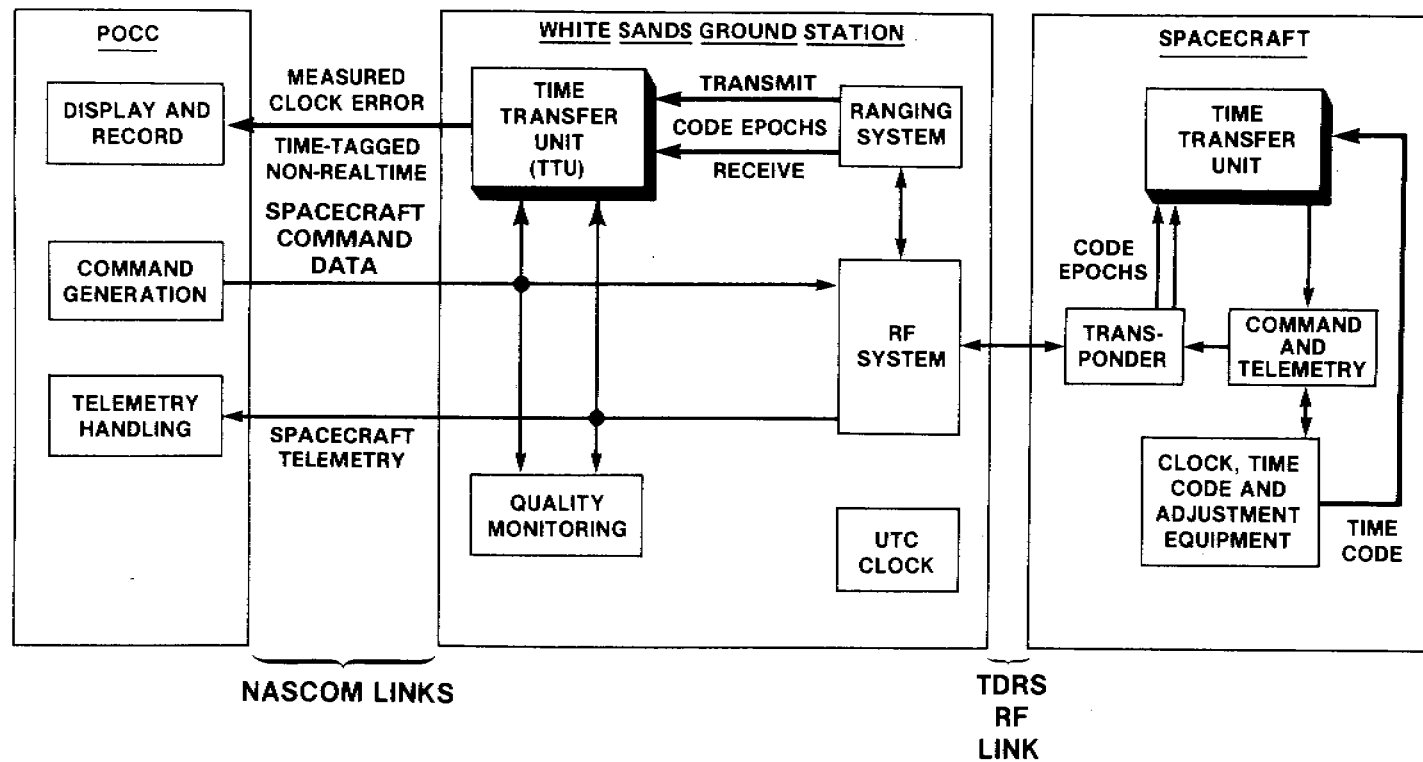 POCC
DISPLAY AND
RECORD
COMMAND
GENERATION
TELEMETRY
HANDLING
MEASURED
CLOCK ERROR
TIME-TAGGED
NON-REALTIME
SPACECRAFT
COMMAND
DATA
SPACECRAFT
TELEMETRY
NASCOM LINKS
WHITE SANDS GROUND STATION
TIME
TRANSFER
UNIT
(TTU)
TRANSMIT
CODE EPOCHS
RECEIVE
RANGING
SYSTEM
RF
SYSTEM
QUALITY
MONITORING
UTC
CLOCK
TDRS
RF
LINK
SPACECRAFT
TIME
TRANSFER
UNIT
CODE
EPOCHS
TRANS-
PONDER
COMMAND
AND
TELEMETRY
CLOCK, TIME
CODE AND
ADJUSTMENT
EQUIPMENT
TIME
CODE